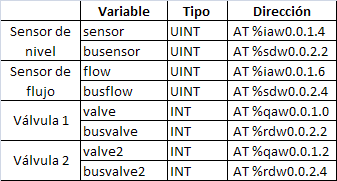 Variable Tipo Dirección
Sensor de nivel sensor UINT AT %iaw0.0.1.4
busensor UINT AT %sdw0.0.2.2
Sensor de flujo flow UINT AT %iaw0.0.1.6
busflow UINT AT %sdw0.0.2.4
Válvula 1 valve INT AT %qaw0.0.1.0
busvalve INT AT %rdw0.0.2.2
Válvula 2 valve2 INT AT %qaw0.0.1.2
busvalve2 INT AT %rdw0.0.2.4